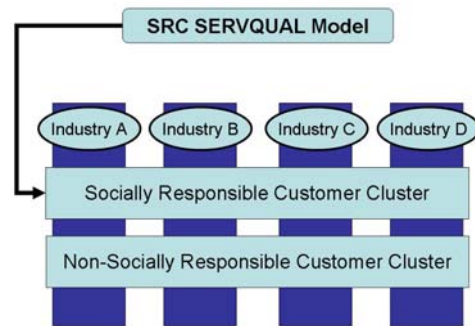 SRC SERVQUAL Model
Industry A Industry B Industry C Industry D
Socially Responsible Customer Cluster
Non-Socially Responsible Customer Cluster